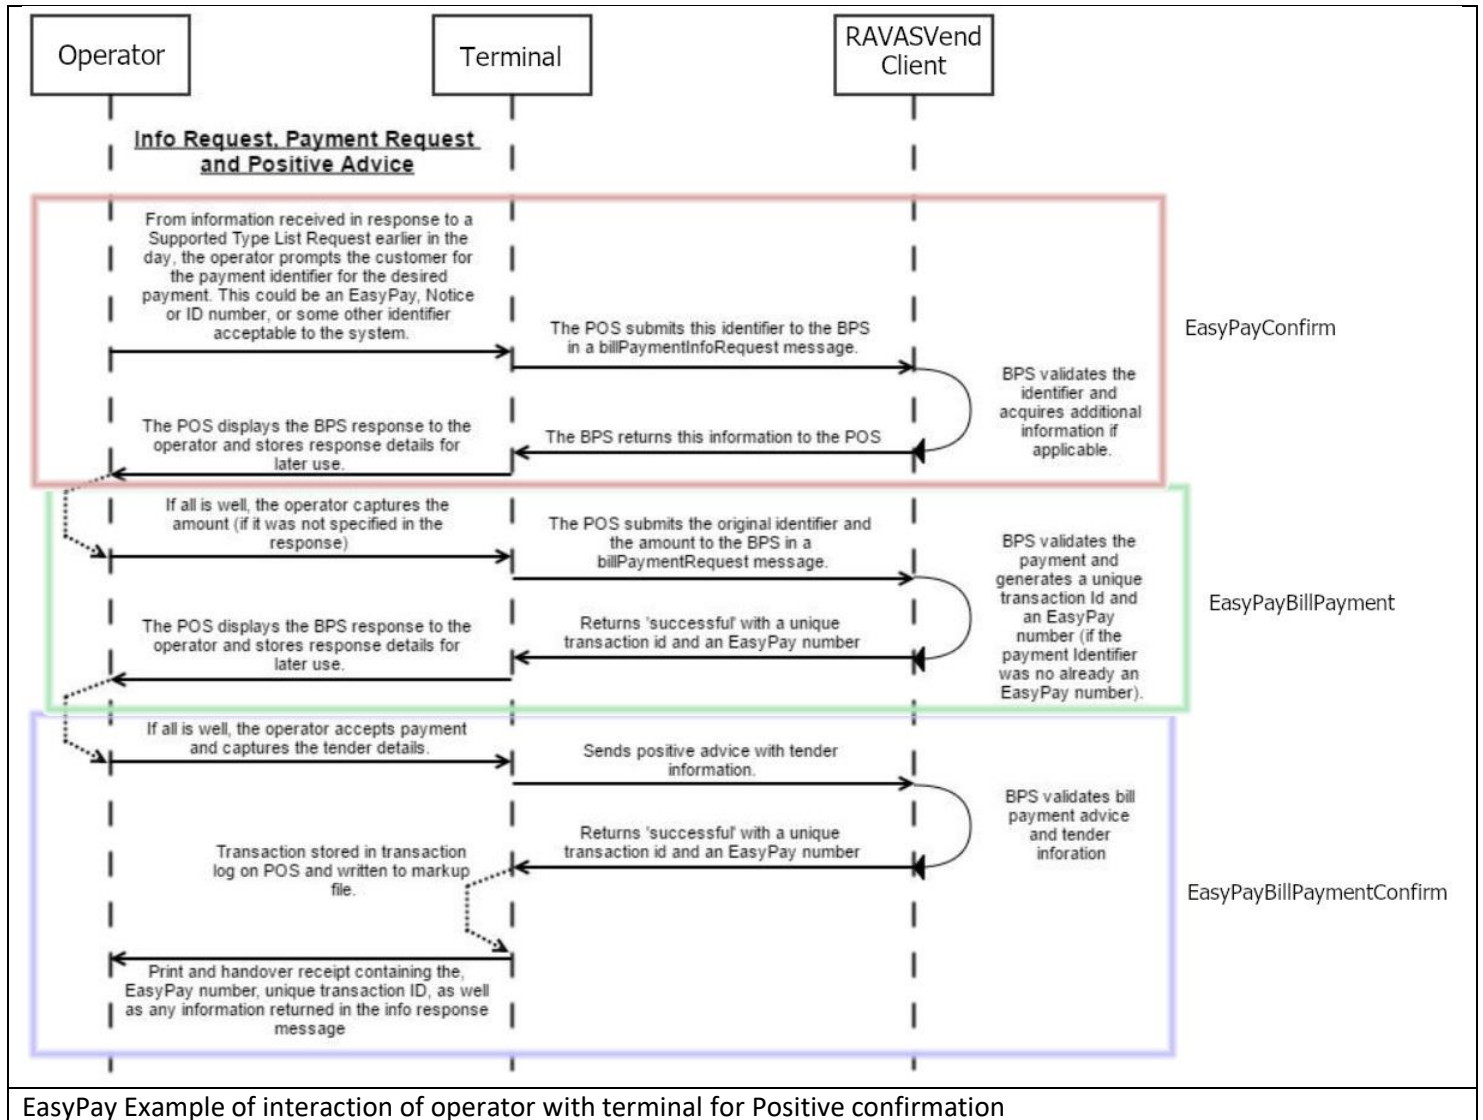 Operator
Terminal
RAVASVend
Client
Info Request, Payment Request
and Positive Advice
From information received in response to a
Supported Type List Request earlier in the
day, the operator prompts the customer for
the payment identifier for the desired
payment. This could be an EasyPay, Notice
or ID number, or some other identifier
acceptable to the system.
The POS submits this identifier to the BPS
in a billPaymentInfoRequest message.
EasyPayConfirm
BPS validates the
identifier and
acquires additional
information if
applicable.
The BPS returns this information to the POS
The POS displays the BPS response to the
operator and stores response details for
later use.
If all is well, the operator captures the
amount (if it was not specified in the
response)
The POS submits the original identifier and
the amount to the BPS in a
billPaymentRequest message.
BPS validates the
payment and
generates a unique
transaction Id and
an EasyPay
number (if the
payment Identifier
was no already an
EasyPay number).
EasyPayBillPayment
Returns 'successful' with a unique
transaction id and an EasyPay number
The POS displays the BPS response to the
operator and stores response details for
later use.
If all is well, the operator accepts payment
and captures the tender details.
Sends positive advice with tender
information.
BPS validates bill
payment advice
and tender
inforation
Returns 'successful' with a unique
transaction id and an EasyPay number
Transaction stored in transaction
log on POS and written to markup
file.
EasyPayBillPaymentConfirm
Print and handover receipt containing the,
EasyPay number, unique transaction ID, as well
as any information returned in the info response
message
EasyPay Example of interaction of operator with terminal for Positive confirmation